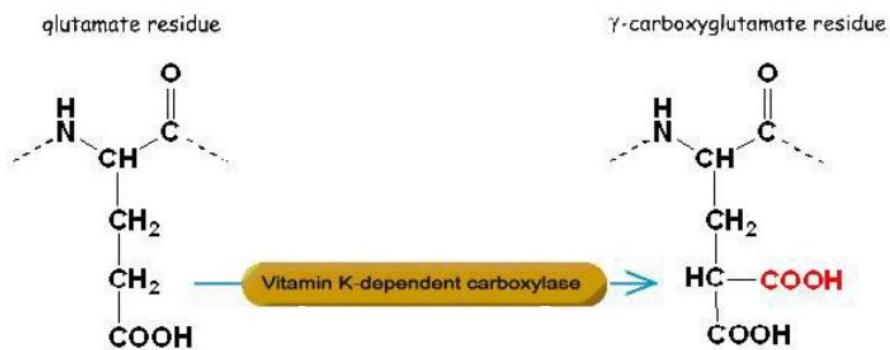 glutamate residue
γ-carboxyglutamate residue
O
H
N
C
CH
CH₂
CH₂
COOH
Vitamin K-dependent carboxylase
O
H
N
C
CH
CH₂
HC
COOH
COOH